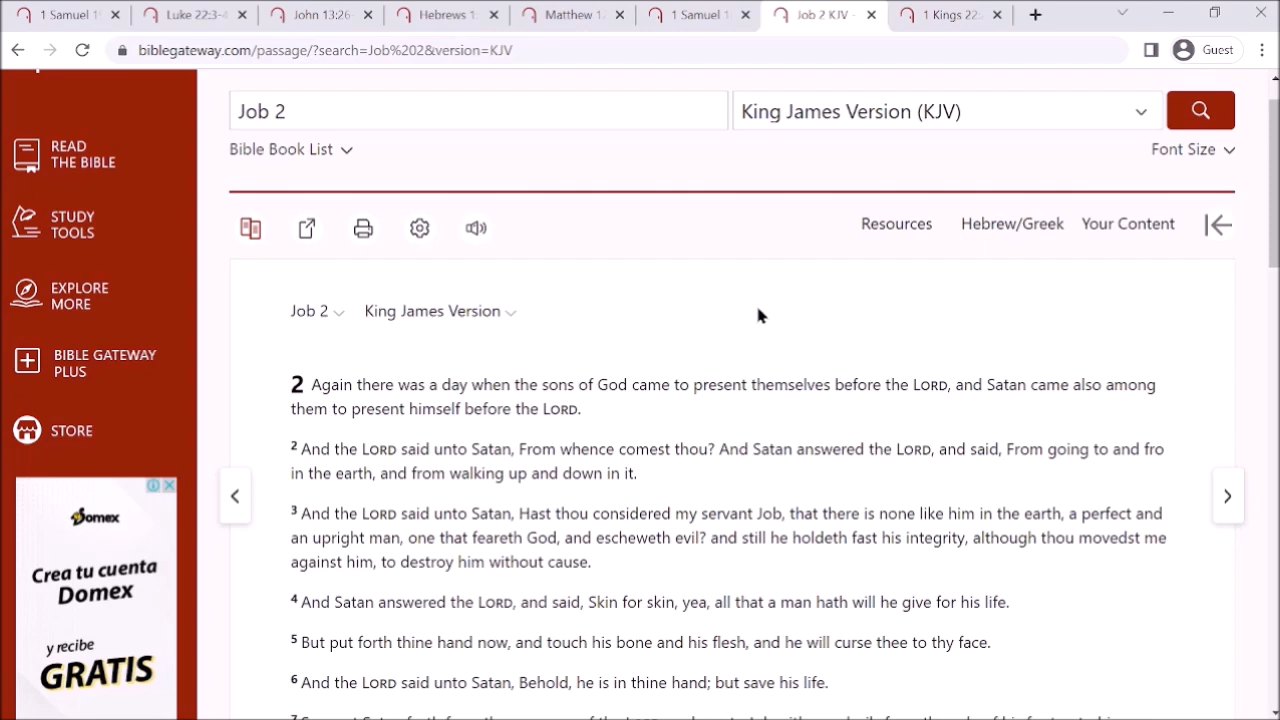 1 Samuel 1
Luke 22:3-4
John 13:26-
Hebrews 1:
Matthew 1
1 Samuel
Job 2 KJV -
1 Kings 22:
biblegateway.com/passage/?search=Job%202&version=KJV
Guest
Job 2
King James Version (KJV)
Bible Book List
Font Size
READ
THE BIBLE
STUDY
TOOLS
EXPLORE
MORE
BIBLE GATEWAY
PLUS
STORE
Domex
Crea tu cuenta
Domex
y recibe
GRATIS
Resources
Hebrew/Greek
Your Content
Job 2
King James Version
2 Again there was a day when the sons of God came to present themselves before the LORD, and Satan came also among
them to present himself before the LORD.
2 And the LORD said unto Satan, From whence comest thou? And Satan answered the LORD, and said, From going to and fro
in the earth, and from walking up and down in it.
3 And the LORD said unto Satan, Hast thou considered my servant Job, that there is none like him in the earth, a perfect and
an upright man, one that feareth God, and escheweth evil? and still he holdeth fast his integrity, although thou movedst me
against him, to destroy him without cause.
4 And Satan answered the LORD, and said, Skin for skin, yea, all that a man hath will he give for his life.
5 But put forth thine hand now, and touch his bone and his flesh, and he will curse thee to thy face.
6 And the LORD said unto Satan, Behold, he is in thine hand; but save his life.